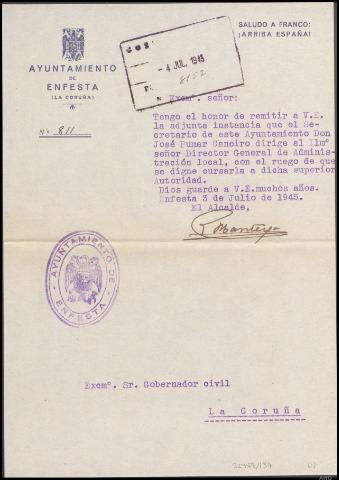 SALUDO A FRANCO:
¡ARRIBA ESPAÑA!
AYUNTAMIENTO
DE
ENFESTA
(LA CORUÑA)
Nº 811
4 JUL. 1945
8152
Excmº. señor:
Tengo el honor de remitir a V.E.
la adjunta instancia que el Se-
cretario de este Ayuntamiento Don
José Pumar Caneiro dirige al Ilmº
señor Director General de Adminis-
tración local, con el ruego de que
se digne cursarla a dicha superior
Autoridad.
Dios guarde a V.E.muchos años.
Enfesta 3 de Julio de 1945.
El Alcalde,
AYUNTAMIENTO DE
ENFESTA
Excmº. Sr. Gobernador civil
La Coruña